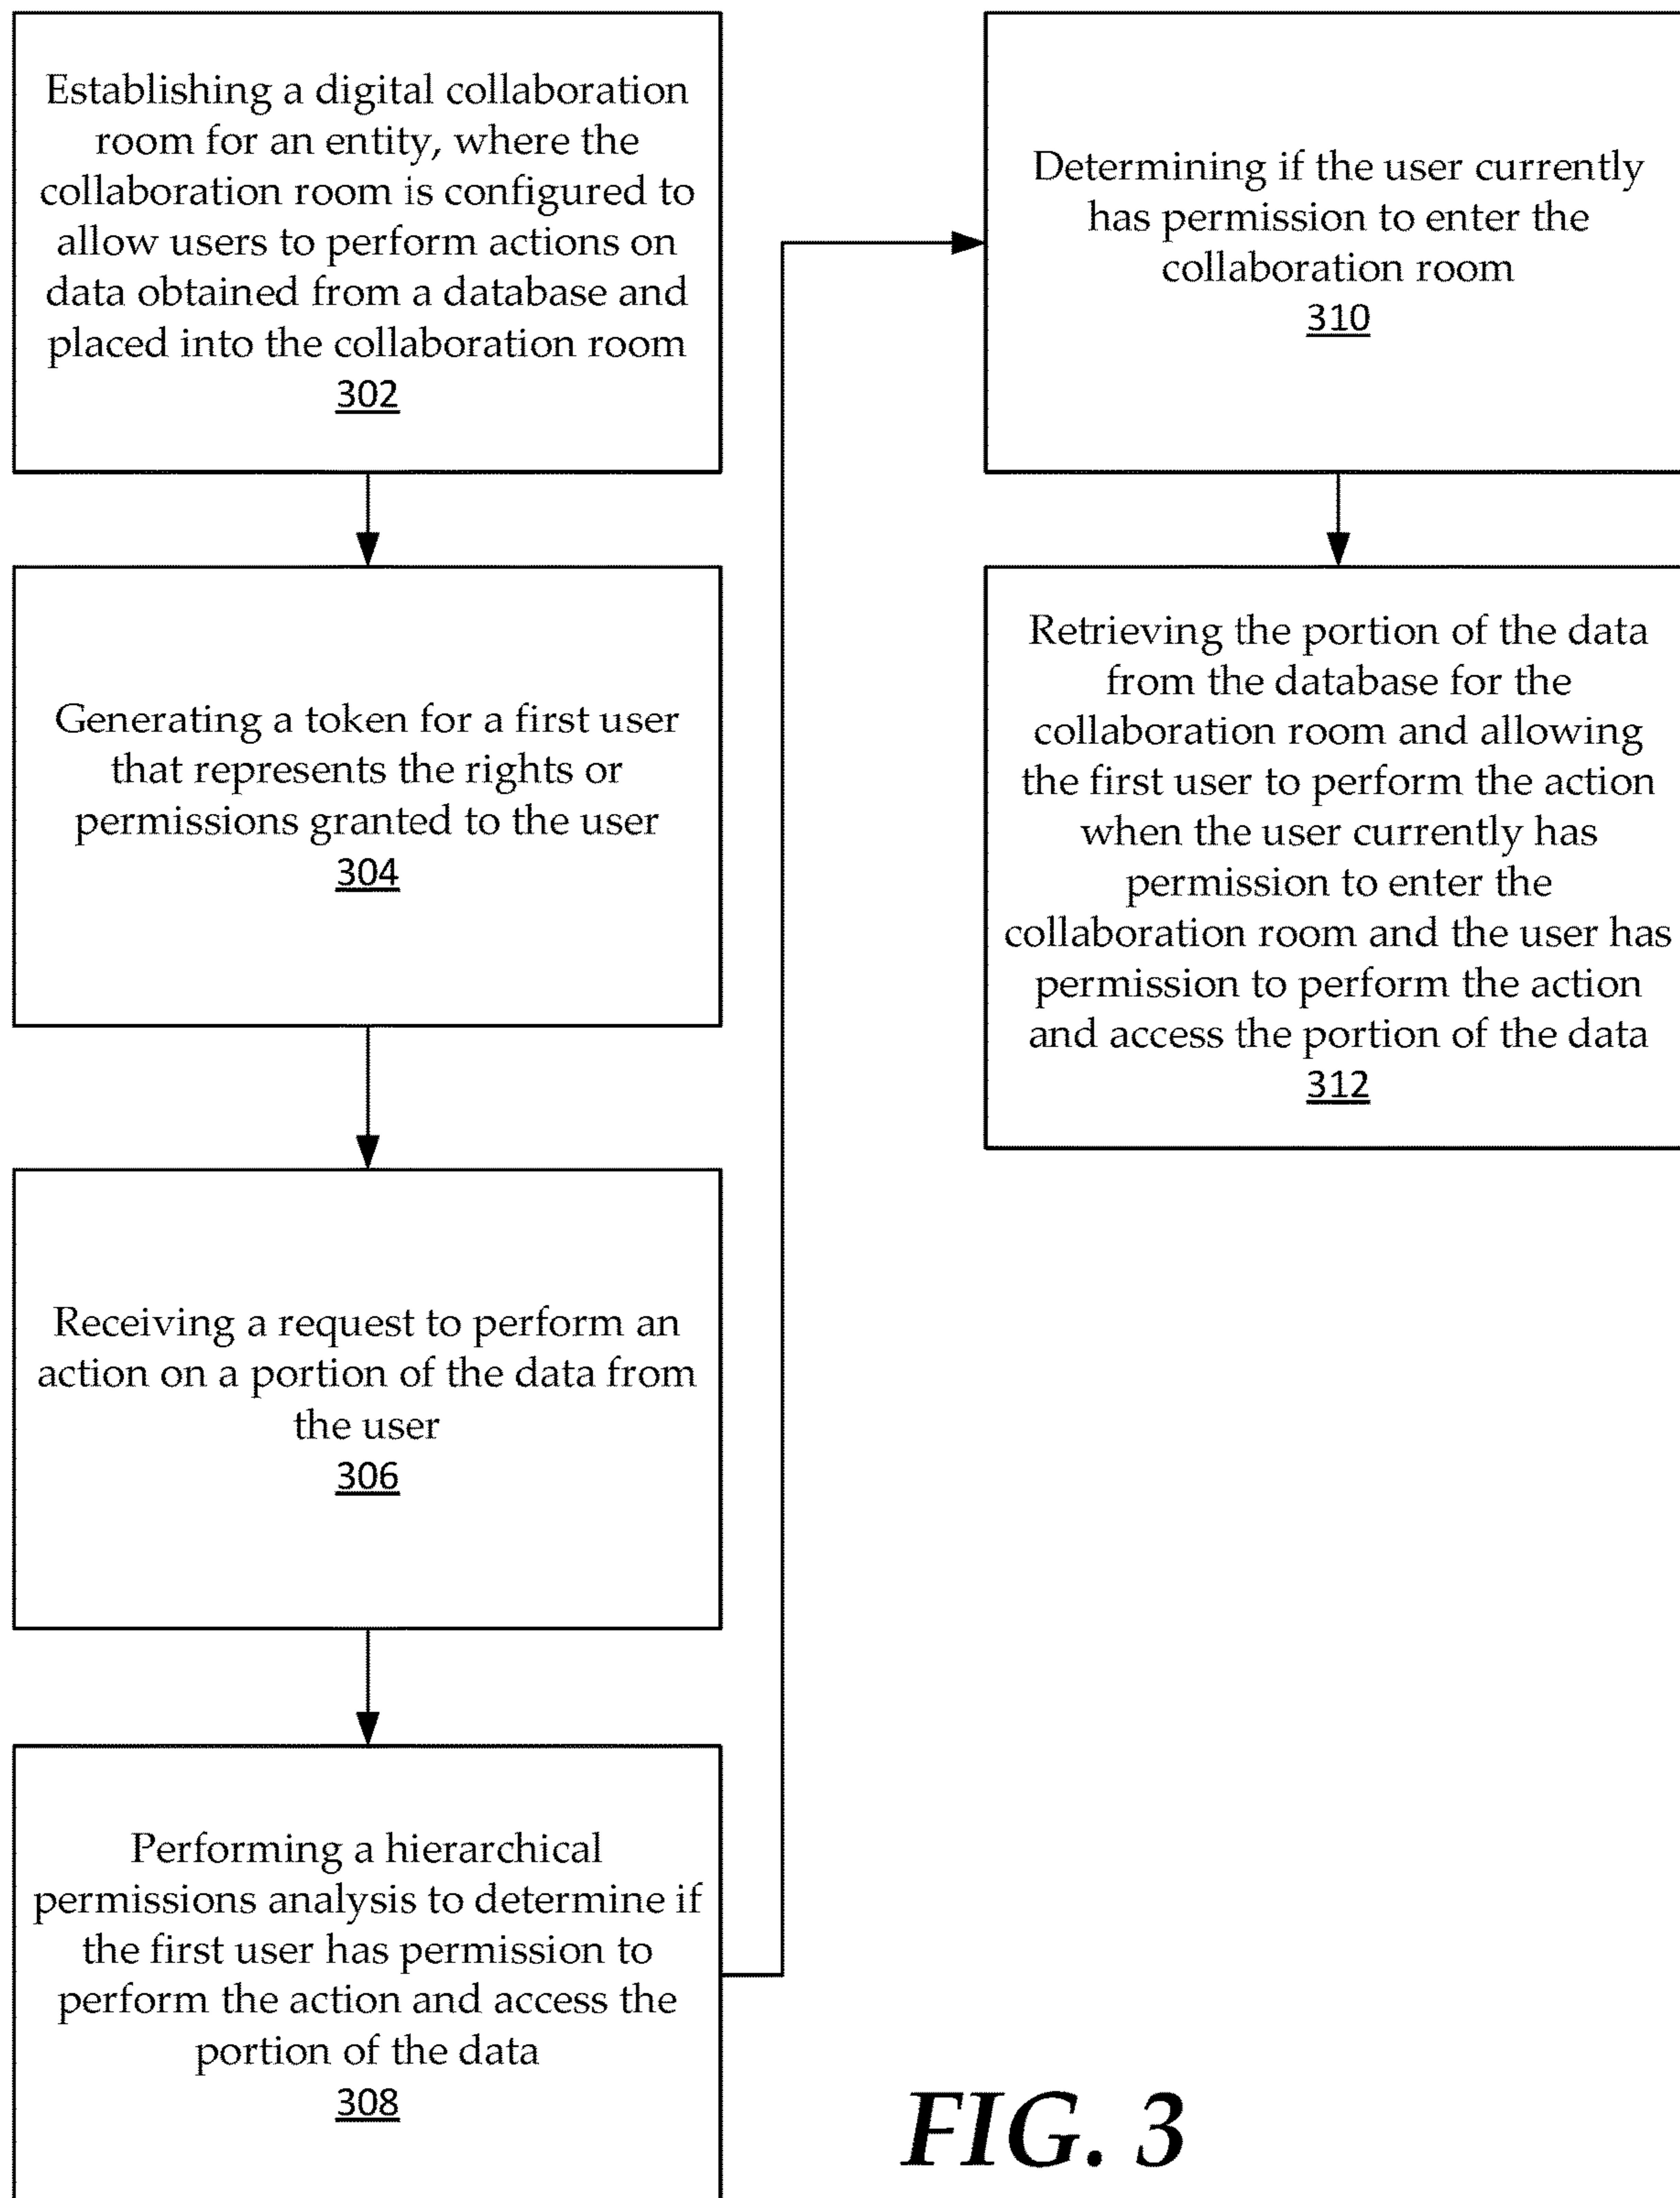 Establishing a digital collaboration
room for an entity, where the
collaboration room is configured to
allow users to perform actions on
data obtained from a database and
placed into the collaboration room
302
Generating a token for a first user
that represents the rights or
permissions granted to the user
304
Receiving a request to perform an
action on a portion of the data from
the user
306
Performing a hierarchical
permissions analysis to determine if
the first user has permission to
perform the action and access the
portion of the data
308
Determining if the user currently
has permission to enter the
collaboration room
310
Retrieving the portion of the data
from the database for the
collaboration room and allowing
the first user to perform the action
when the user currently has
permission to enter the
collaboration room and the user has
permission to perform the action
and access the portion of the data
312
FIG. 3